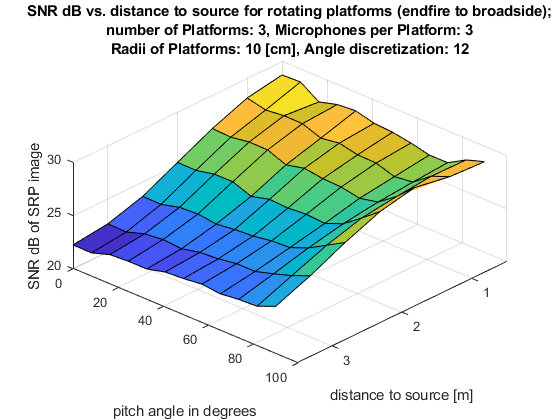 SNR dB vs. distance to source for rotating platforms (endfire to broadside);
number of Platforms: 3, Microphones per Platform: 3
Radii of Platforms: 10 [cm], Angle discretization: 12
SNR dB of SRP image
30
25
20
0
20
40
60
80
100
pitch angle in degrees
1
2
3
distance to source [m]